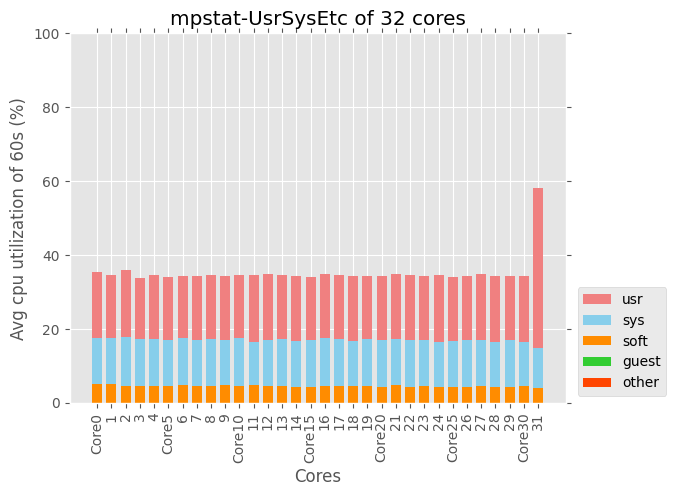 mpstat-UsrSysEtc of 32 cores
Avg cpu utilization of 60s (%)
100
80
60
40
20
0
Core0
1
2
3
4
Core5
6
7
8
9
Core10
11
12
13
14
Core15
16
17
18
19
Core20
21
22
23
24
Core25
26
27
28
29
Core30
31
Cores
usr
sys
soft
guest
other